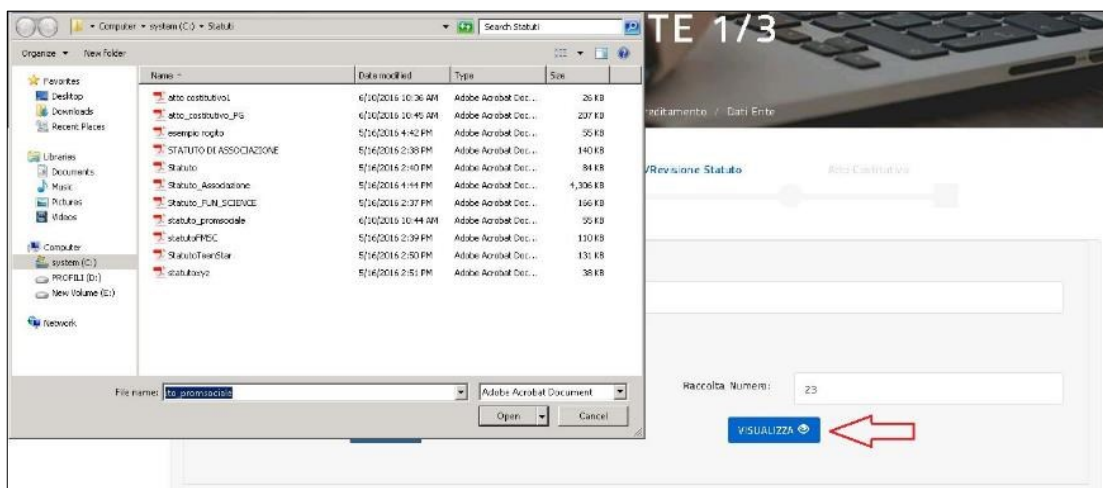 Computer ▸ system (C:) ▸ Statuti
Search Statuti
Organize ▾ New folder
Favorites
Desktop
Downloads
Recent Places
Libraries
Documents
Music
Pictures
Videos
Computer
system (C:)
PROFILI (D:)
New Volume (E:)
Network
Name Date modified Type Size
atto costitutivo1 6/10/2016 10:36 AM Adobe Acrobat Doc... 26 KB
atto_costitutivo_PG 6/10/2016 10:45 AM Adobe Acrobat Doc... 207 KB
esempio rogito 5/16/2016 4:42 PM Adobe Acrobat Doc... 55 KB
STATUTO DI ASSOCIAZIONE 5/16/2016 2:38 PM Adobe Acrobat Doc... 140 KB
Statuto 5/16/2016 2:40 PM Adobe Acrobat Doc... 84 KB
Statuto_Associazione 5/16/2016 4:44 PM Adobe Acrobat Doc... 4,306 KB
Statuto_FUN_SCIENCE 5/16/2016 2:37 PM Adobe Acrobat Doc... 166 KB
statuto_promsociale 6/10/2016 10:44 AM Adobe Acrobat Doc... 55 KB
statutoPMSC 5/16/2016 2:39 PM Adobe Acrobat Doc... 110 KB
StatutoTeenStar 5/16/2016 2:50 PM Adobe Acrobat Doc... 131 KB
statutoxyz 5/16/2016 2:51 PM Adobe Acrobat Doc... 38 KB
File name: to_promsociale
Adobe Acrobat Document
Open
Cancel
TE 1/3
reditamento / Dati Ente
/Revisione Statuto
Atto Costitutivo
Raccolta Numero: 23
VISUALIZZA